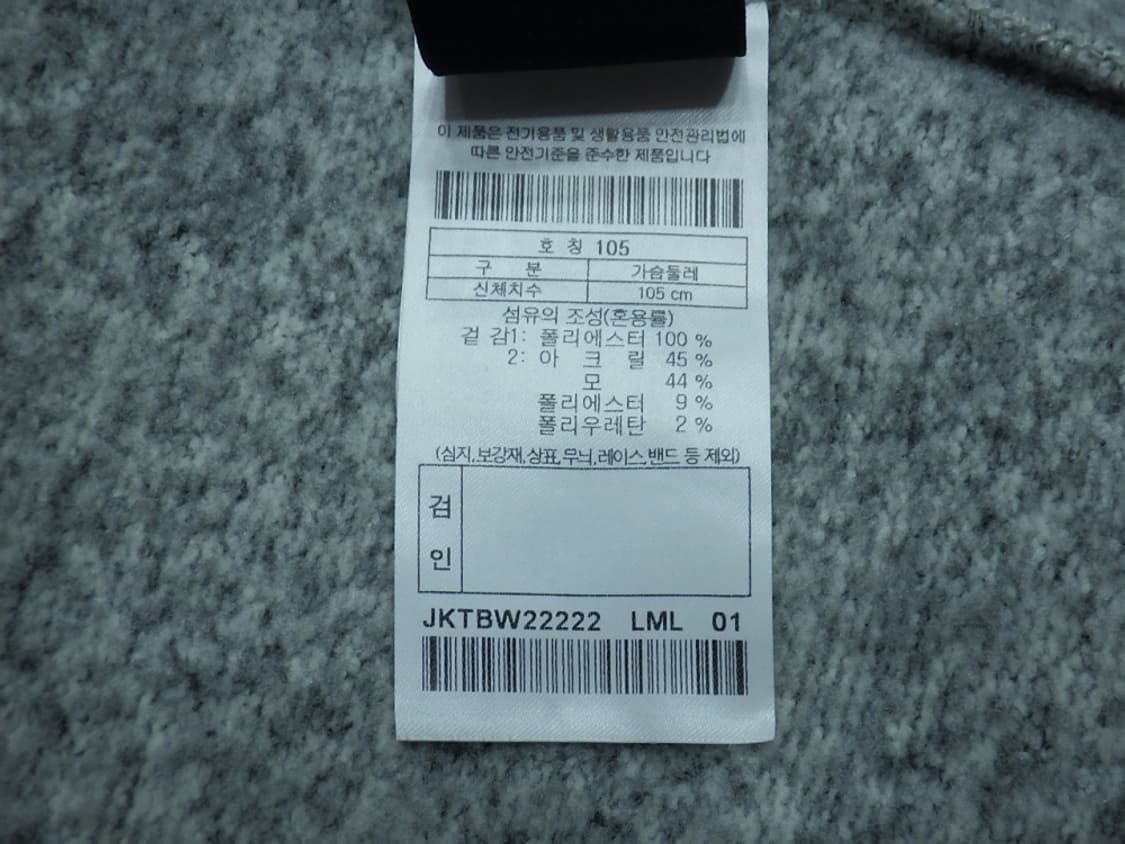 이 제품은 전기용품 및 생활용품 안전관리법에
따른 안전기준을 준수한 제품입니다
호 칭 105
구 분 가슴둘레
신체치수 105 cm
섬유의 조성(혼용률)
겉 감1: 폴리에스터 100 %
2: 아 크 릴 45 %
모 44 %
폴리에스터 9 %
폴리우레탄 2 %
(심지,보강재,상표,무늬,레이스,밴드 등 제외)
검
인
JKTBW22222 LML 01